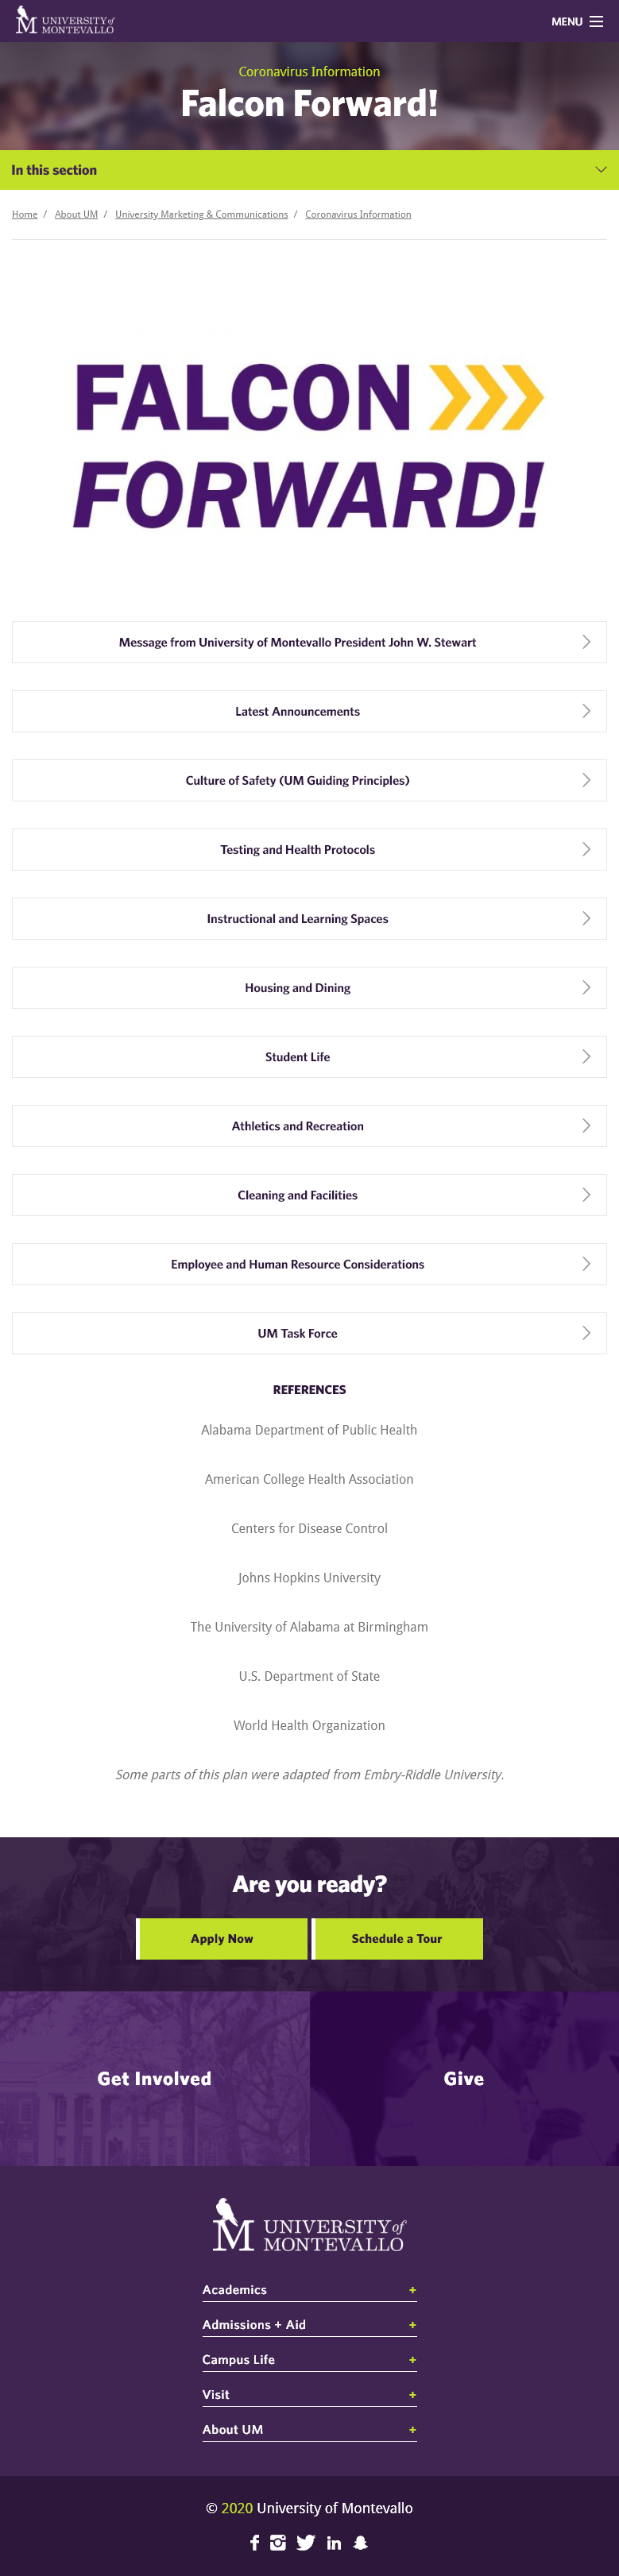 UNIVERSITY of
MONTEVALLO
MENU
Coronavirus Information
Falcon Forward!
In this section
Home / About UM / University Marketing & Communications / Coronavirus Information
FALCON
FORWARD!
Message from University of Montevallo President John W. Stewart
Latest Announcements
Culture of Safety (UM Guiding Principles)
Testing and Health Protocols
Instructional and Learning Spaces
Housing and Dining
Student Life
Athletics and Recreation
Cleaning and Facilities
Employee and Human Resource Considerations
UM Task Force
REFERENCES
Alabama Department of Public Health
American College Health Association
Centers for Disease Control
Johns Hopkins University
The University of Alabama at Birmingham
U.S. Department of State
World Health Organization
Some parts of this plan were adapted from Embry-Riddle University.
Are you ready?
Apply Now Schedule a Tour
Get Involved Give
M UNIVERSITY of
MONTEVALLO
Academics +
Admissions + Aid +
Campus Life +
Visit +
About UM +
© 2020 University of Montevallo